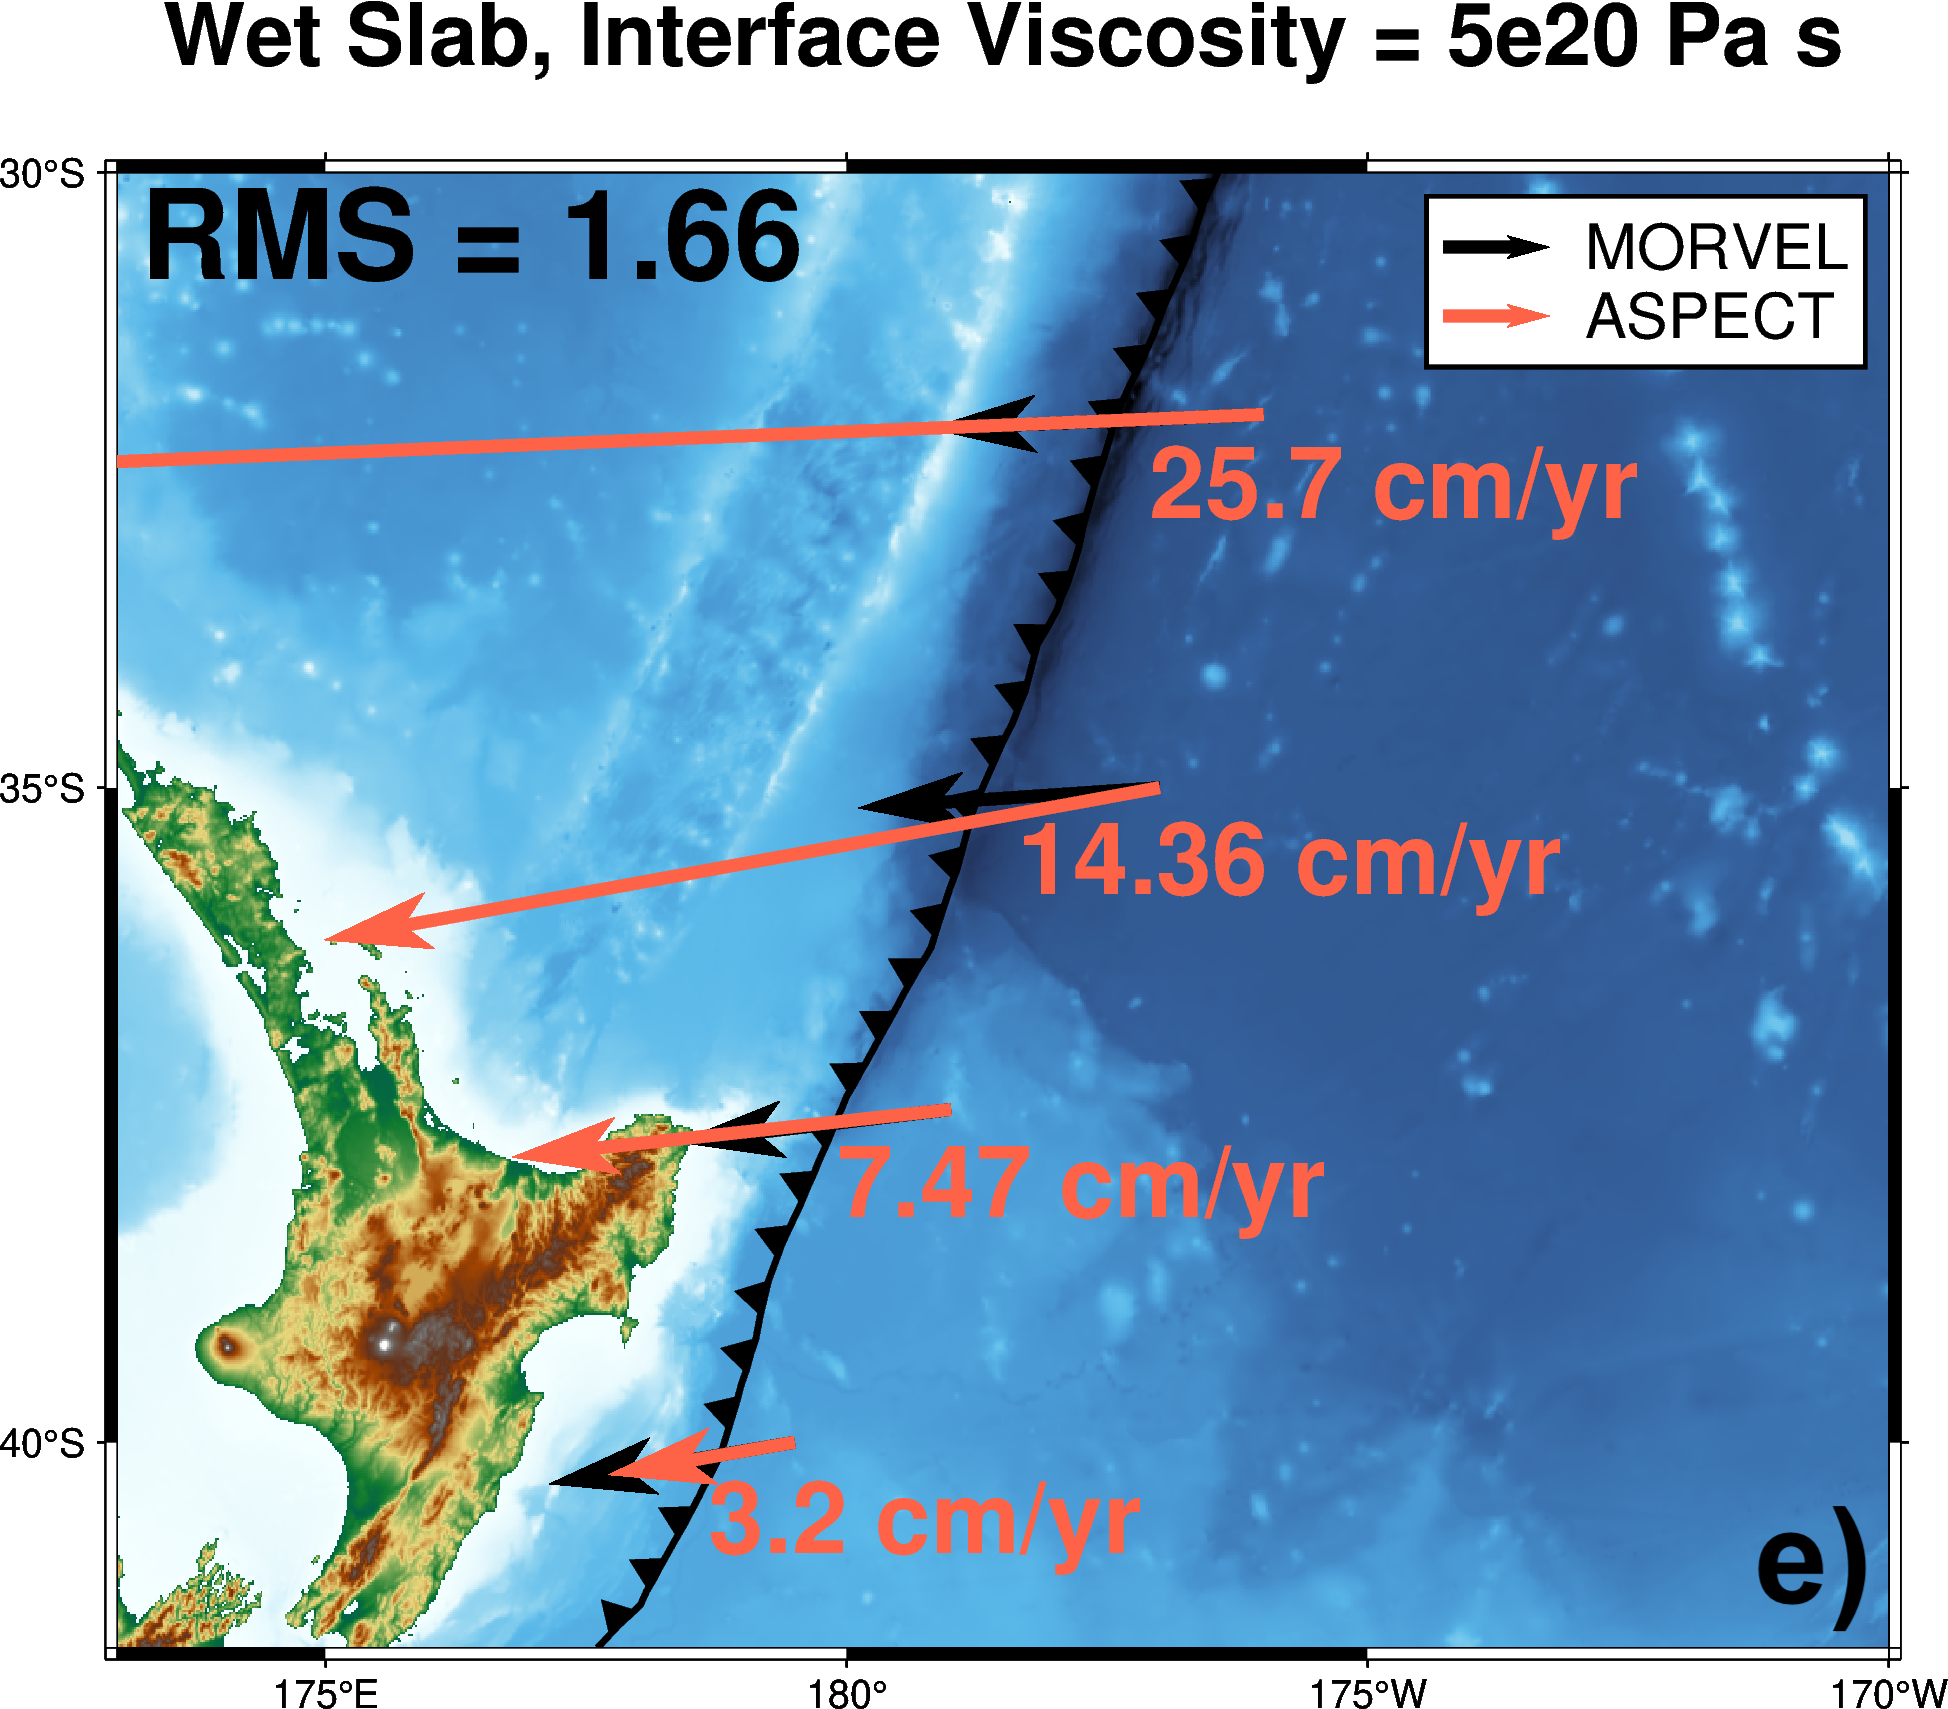 Wet Slab, Interface Viscosity = 5e20 Pa s
30°S
RMS = 1.66
MORVEL
ASPECT
25.7 cm/yr
35°S
14.36 cm/yr
7.47 cm/yr
40°S
3.2 cm/yr
e)
175°E
180°
175°W
170°W